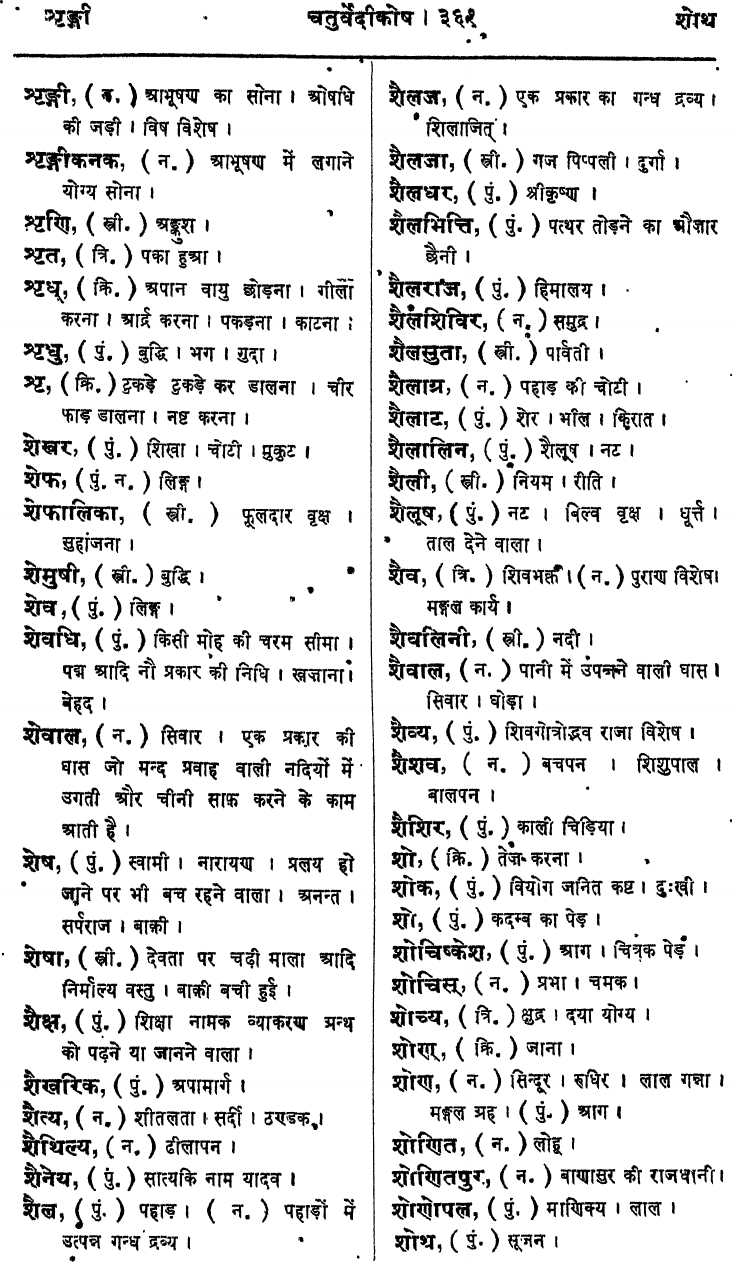 शृङ्गी चतुर्वेदीकोष । ३६१ शोथ
शृङ्गी, ( स्त्री. ) आभूषण का सोना । ओषधि
की जड़ी । विष विशेष ।
शृङ्गीकनक, ( न. ) आभूषण में लगाने
योग्य सोना ।
शृणि, ( स्त्री. ) अङ्कुश ।
शृत, ( त्रि. ) पका हुआ ।
शृध्, ( क्रि. ) अपान वायु छोड़ना । गीला
करना । आर्द्र करना । पकड़ना । काटना ।
शृधु, ( पुं. ) बुद्धि । भग । गुदा ।
शॄ, ( क्रि. ) टुकड़े टुकड़े कर डालना । चीर
फाड़ डालना । नष्ट करना ।
शेखर, ( पुं. ) शिखा । चोटी । मुकुट ।
शेफ, ( पुं. न. ) लिङ्ग ।
शेफालिका, ( स्त्री. ) फूलदार वृक्ष ।
सुहांजना ।
शेमुषी, ( स्त्री. ) बुद्धि ।
शेव, ( पुं. ) लिङ्ग ।
शेवधि, ( पुं. ) किसी मोह की चरम सीमा ।
पद्म आदि नौ प्रकार की निधि । खजाना ।
बेहद ।
शेवाल, ( न. ) सिवार । एक प्रकार की
घास जो मन्द प्रवाह वाली नदियों में
उगती और चीनी साफ़ करने के काम
आती है ।
शेष, ( पुं. ) स्वामी । नारायण । प्रलय हो
जाने पर भी बच रहने वाला । अनन्त ।
सर्पराज । बाक़ी ।
शेषा, ( स्त्री. ) देवता पर चढ़ी माला आदि
निर्माल्य वस्तु । बाक़ी बची हुई ।
शैक्ष, ( पुं. ) शिक्षा नामक व्याकरण ग्रन्थ
को पढ़ने या जानने वाला ।
शैखरिक, ( पुं. ) अपामार्ग ।
शैत्य, ( न. ) शीतलता । सर्दी । ठण्डक ।
शैथिल्य, ( न. ) ढीलापन ।
शैनेय, ( पुं. ) सात्यकि नाम यादव ।
शैल, ( पुं. ) पहाड़ । ( न. ) पहाड़ों में
उत्पन्न गन्ध द्रव्य ।
शैलज, ( न. ) एक प्रकार का गन्ध द्रव्य ।
शिलाजित् ।
शैलजा, ( स्त्री. ) गज पिप्पली । दुर्गा ।
शैलधर, ( पुं. ) श्रीकृष्ण ।
शैलभित्ति, ( पुं. ) पत्थर तोड़ने का औजार
छैनी ।
शैलराज, ( पुं. ) हिमालय ।
शैलशिविर, ( न. ) समुद्र ।
शैलसुता, ( स्त्री. ) पार्वती ।
शैलाग्र, ( न. ) पहाड़ की चोटी ।
शैलाट, ( पुं. ) शेर । भील । किरात ।
शैलालिन, ( पुं. ) शैलूष । नट ।
शैली, ( स्त्री. ) नियम । रीति ।
शैलूष, ( पुं. ) नट । बिल्व वृक्ष । धूर्त्त ।
ताल देने वाला ।
शैव, ( त्रि. ) शिवभक्त । ( न. ) पुराण विशेष ।
मङ्गल कार्य ।
शैवलिनी, ( स्त्री. ) नदी ।
शैवाल, ( न. ) पानी में उपजने वाली घास ।
सिवार । घोड़ा ।
शैव्य, ( पुं. ) शिवगोत्रोद्भव राजा विशेष ।
शैशव, ( न. ) बचपन । शिशुपाल ।
बालपन ।
शैशिर, ( पुं. ) काली चिड़िया ।
शो, ( क्रि. ) तेज करना ।
शोक, ( पुं. ) वियोग जनित कष्ट । दुःखी ।
शो, ( पुं. ) कदम्ब का पेड़ ।
शोचिष्केश, ( पुं. ) आग । चित्रक पेड़ ।
शोचिस्, ( न. ) प्रभा । चमक ।
शोच्य, ( त्रि. ) क्षुद्र । दया योग्य ।
शोण्, ( क्रि. ) जाना ।
शोण, ( न. ) सिन्दूर । रुधिर । लाल गन्ना ।
मङ्गल ग्रह । ( पुं. ) आग ।
शोणित, ( न. ) लोहू ।
शोणितपुर, ( न. ) बाणासुर की राजधानी ।
शोणोपल, ( पुं. ) माणिक्य । लाल ।
शोथ, ( पुं. ) सूजन ।